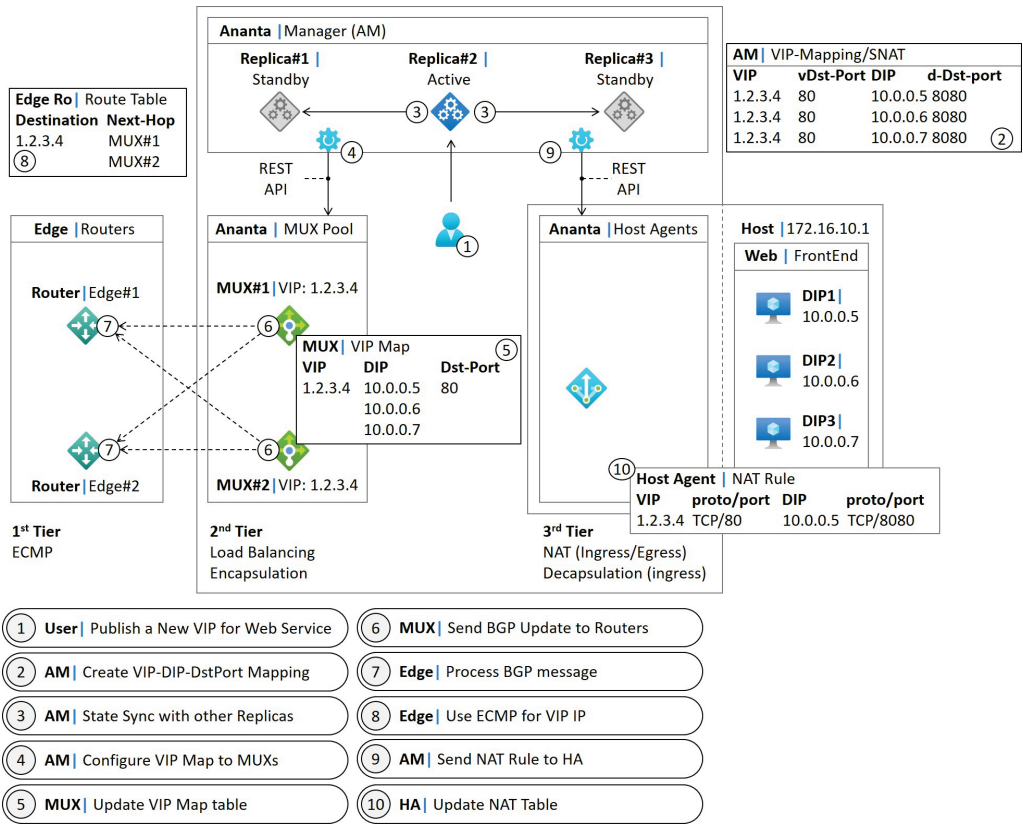 Ananta |Manager (AM)
Replica#1 |
Standby
Replica#2 |
Active
Replica#3 |
Standby
3
3
4
9
REST
API
REST
API
1
AM| VIP-Mapping/SNAT
VIP vDst-Port DIP d-Dst-port
1.2.3.4 80 10.0.0.5 8080
1.2.3.4 80 10.0.0.6 8080
1.2.3.4 80 10.0.0.7 8080
2
Edge Ro| Route Table
Destination Next-Hop
1.2.3.4 MUX#1
8 MUX#2
Edge |Routers
Router|Edge#1
7
7
Router|Edge#2
1st Tier
ECMP
Ananta | MUX Pool
MUX#1|VIP: 1.2.3.4
6
MUX| VIP Map
5
VIP DIP Dst-Port
1.2.3.4 10.0.0.5 80
10.0.0.6
10.0.0.7
6
MUX#2|VIP: 1.2.3.4
2nd Tier
Load Balancing
Encapsulation
Ananta |Host Agents
Host |172.16.10.1
Web | FrontEnd
DIP1|
10.0.0.5
DIP2|
10.0.0.6
DIP3|
10.0.0.7
10
Host Agent | NAT Rule
VIP proto/port DIP proto/port
1.2.3.4 TCP/80 10.0.0.5 TCP/8080
3rd Tier
NAT (Ingress/Egress)
Decapsulation (ingress)
1 User| Publish a New VIP for Web Service
2 AM| Create VIP-DIP-DstPort Mapping
3 AM| State Sync with other Replicas
4 AM| Configure VIP Map to MUXs
5 MUX| Update VIP Map table
6 MUX| Send BGP Update to Routers
7 Edge| Process BGP message
8 Edge| Use ECMP for VIP IP
9 AM| Send NAT Rule to HA
10 HA| Update NAT Table